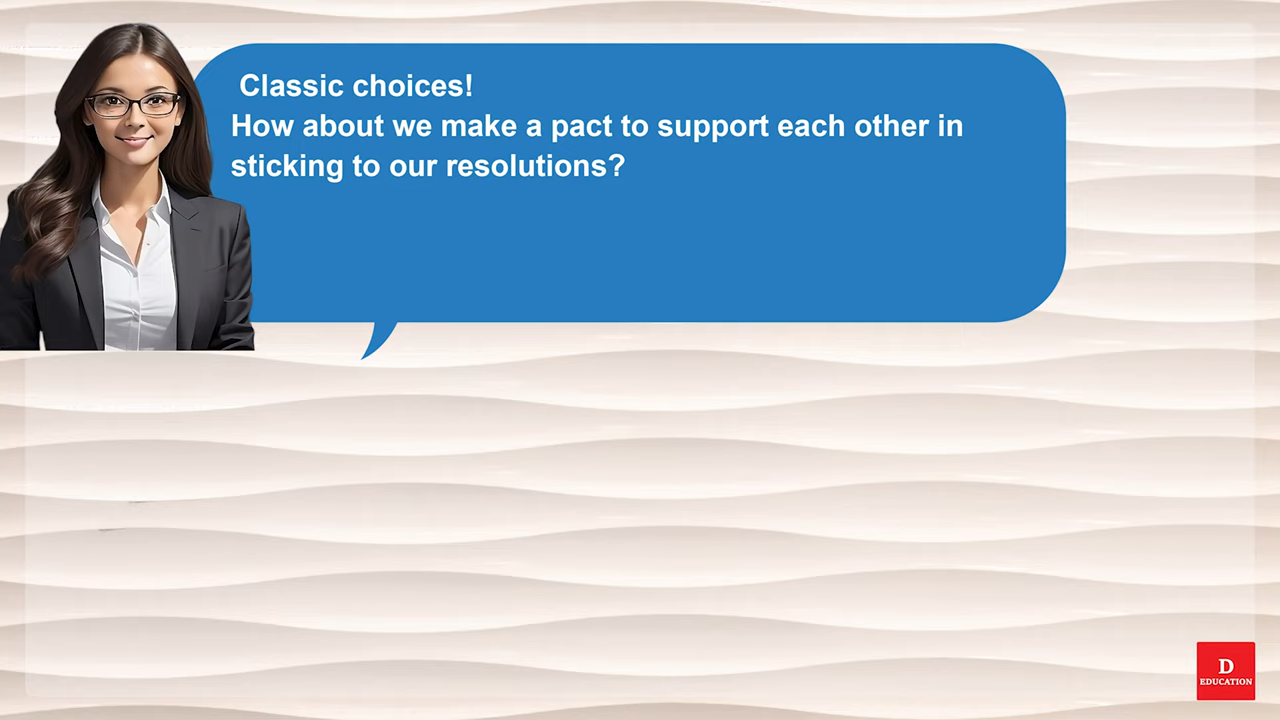 Classic choices!
How about we make a pact to support each other in
sticking to our resolutions?
D
EDUCATION